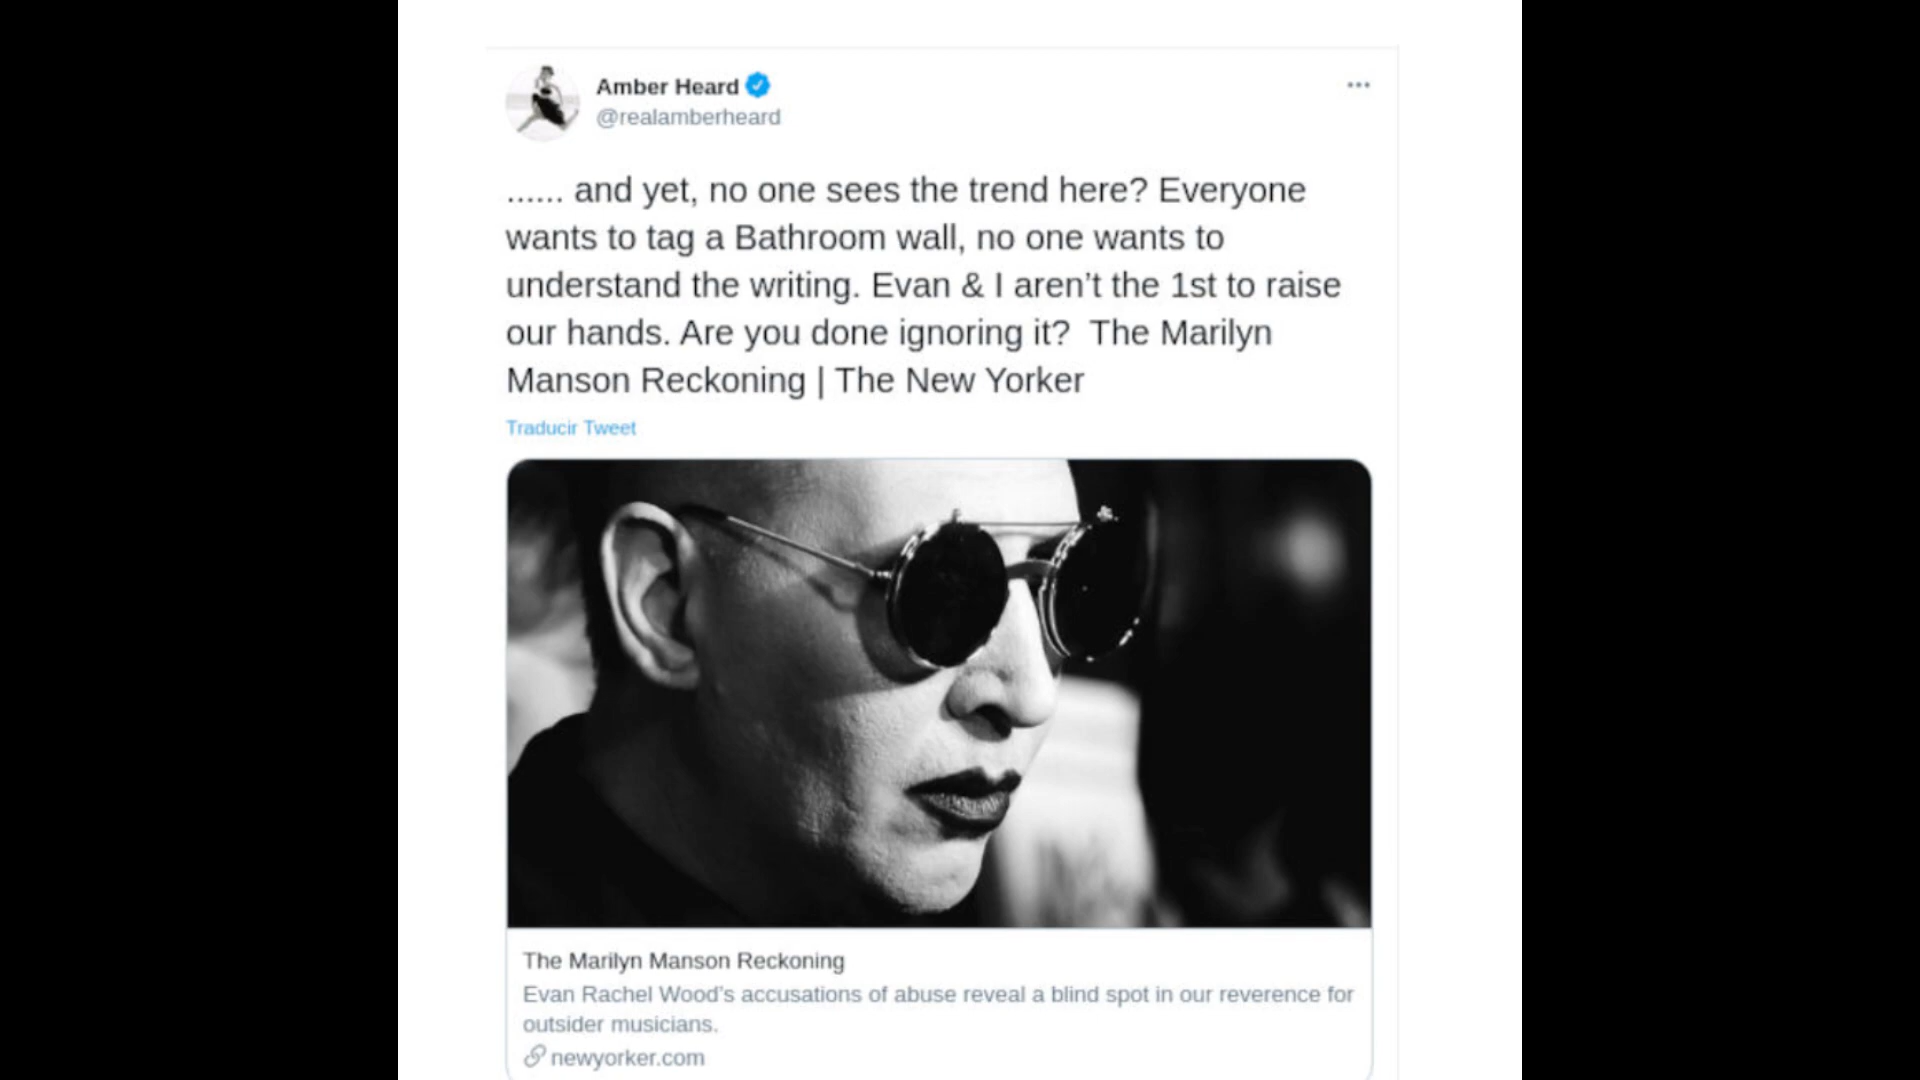 Amber Heard
@realamberheard
...... and yet, no one sees the trend here? Everyone
wants to tag a Bathroom wall, no one wants to
understand the writing. Evan & I aren’t the 1st to raise
our hands. Are you done ignoring it?  The Marilyn
Manson Reckoning | The New Yorker
Traducir Tweet
The Marilyn Manson Reckoning
Evan Rachel Wood’s accusations of abuse reveal a blind spot in our reverence for
outsider musicians.
newyorker.com